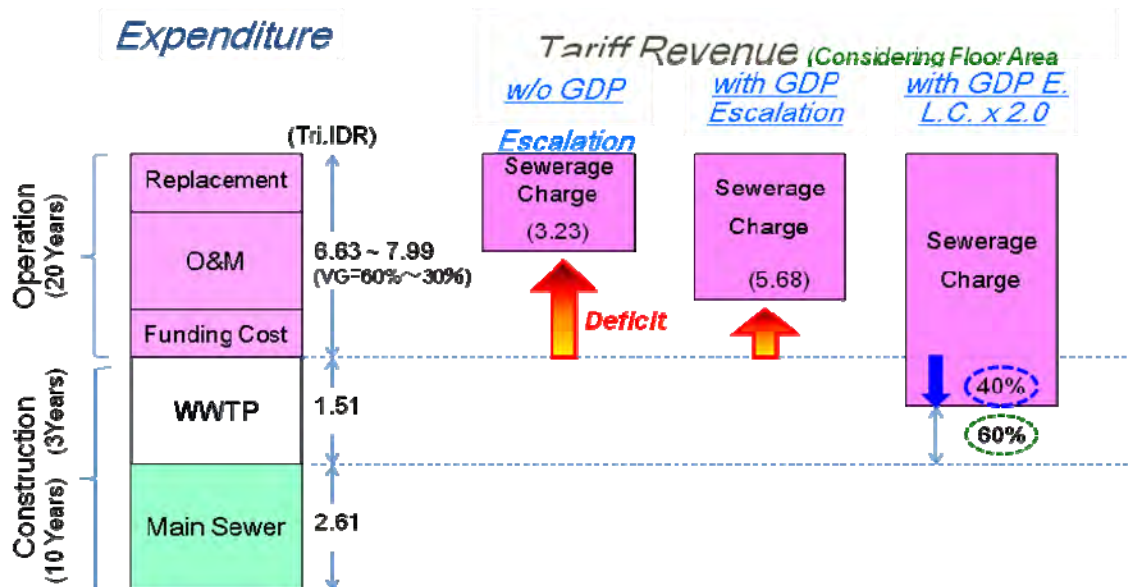 Expenditure
Tariff Revenue (Considering Floor Area
w/o GDP
Escalation
with GDP
Escalation
with GDP E.
L.C. x 2.0
(Tri.IDR)
Operation
(20 Years)
Replacement
O&M
Funding Cost
6.63 ~ 7.99
(VG=60%~30%)
Sewerage
Charge
(3.23)
Deficit
Sewerage
Charge
(5.68)
Sewerage
Charge
40%
60%
Construction
(10 Years)
(3Years)
WWTP
1.51
Main Sewer
2.61